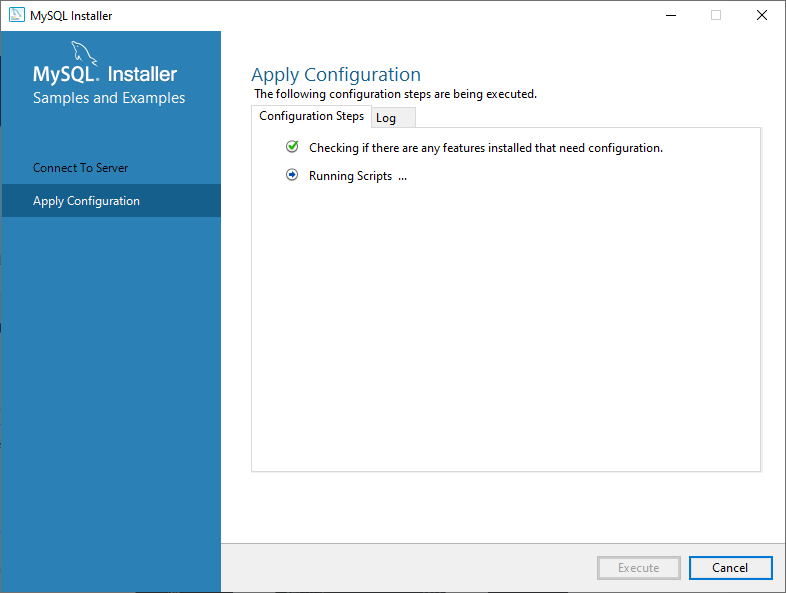 MySQL Installer
MySQL. Installer
Samples and Examples
Connect To Server
Apply Configuration
Apply Configuration
The following configuration steps are being executed.
Configuration Steps
Log
Checking if there are any features installed that need configuration.
Running Scripts ...
Execute
Cancel